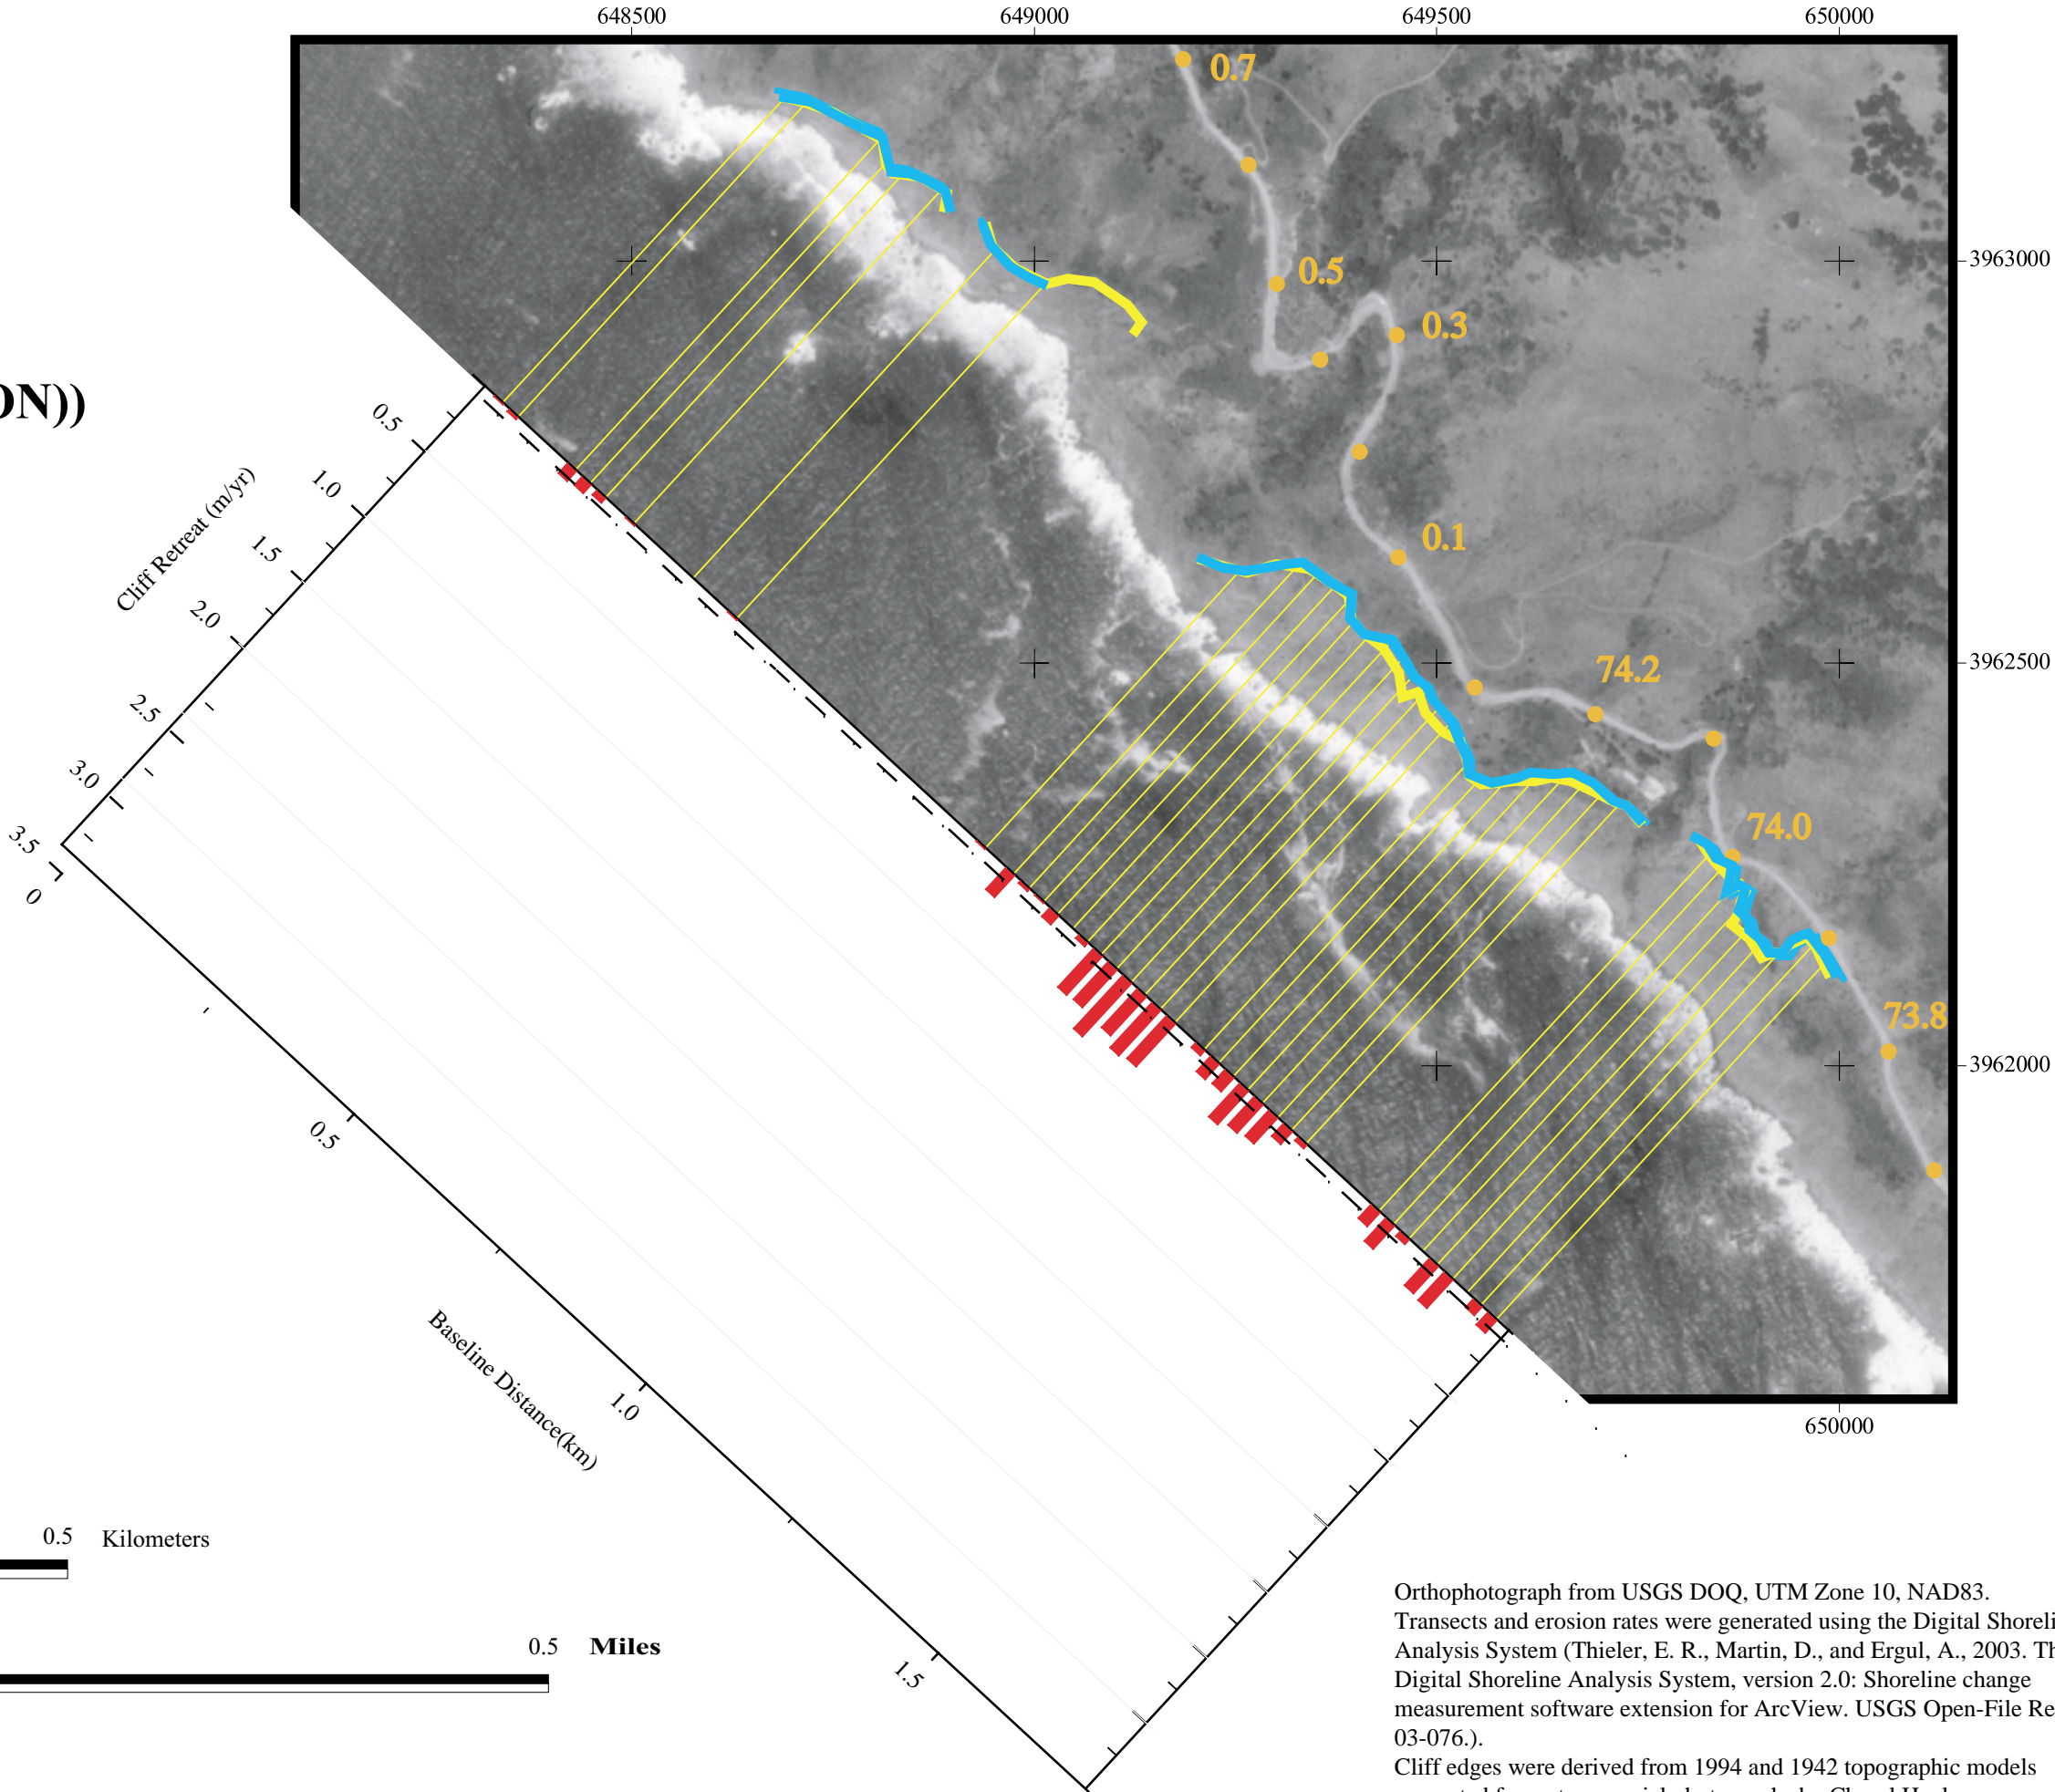 648500 649000 649500 650000
0.7
3963000
0.5
0.3
ON))
0.5
1.0
Cliff Retreat (m/yr)
1.5
0.1
2.0
3962500
74.2
2.5
3.0
74.0
3.5
0
73.8
3962000
0.5
Baseline Distance(km)
1.0
650000
0.5 Kilometers
1.5
0.5 Miles
Orthophotograph from USGS DOQ, UTM Zone 10, NAD83.
Transects and erosion rates were generated using the Digital Shoreli
Analysis System (Thieler, E. R., Martin, D., and Ergul, A., 2003. Th
Digital Shoreline Analysis System, version 2.0: Shoreline change
measurement software extension for ArcView. USGS Open-File Re
03-076.).
Cliff edges were derived from 1994 and 1942 topographic models